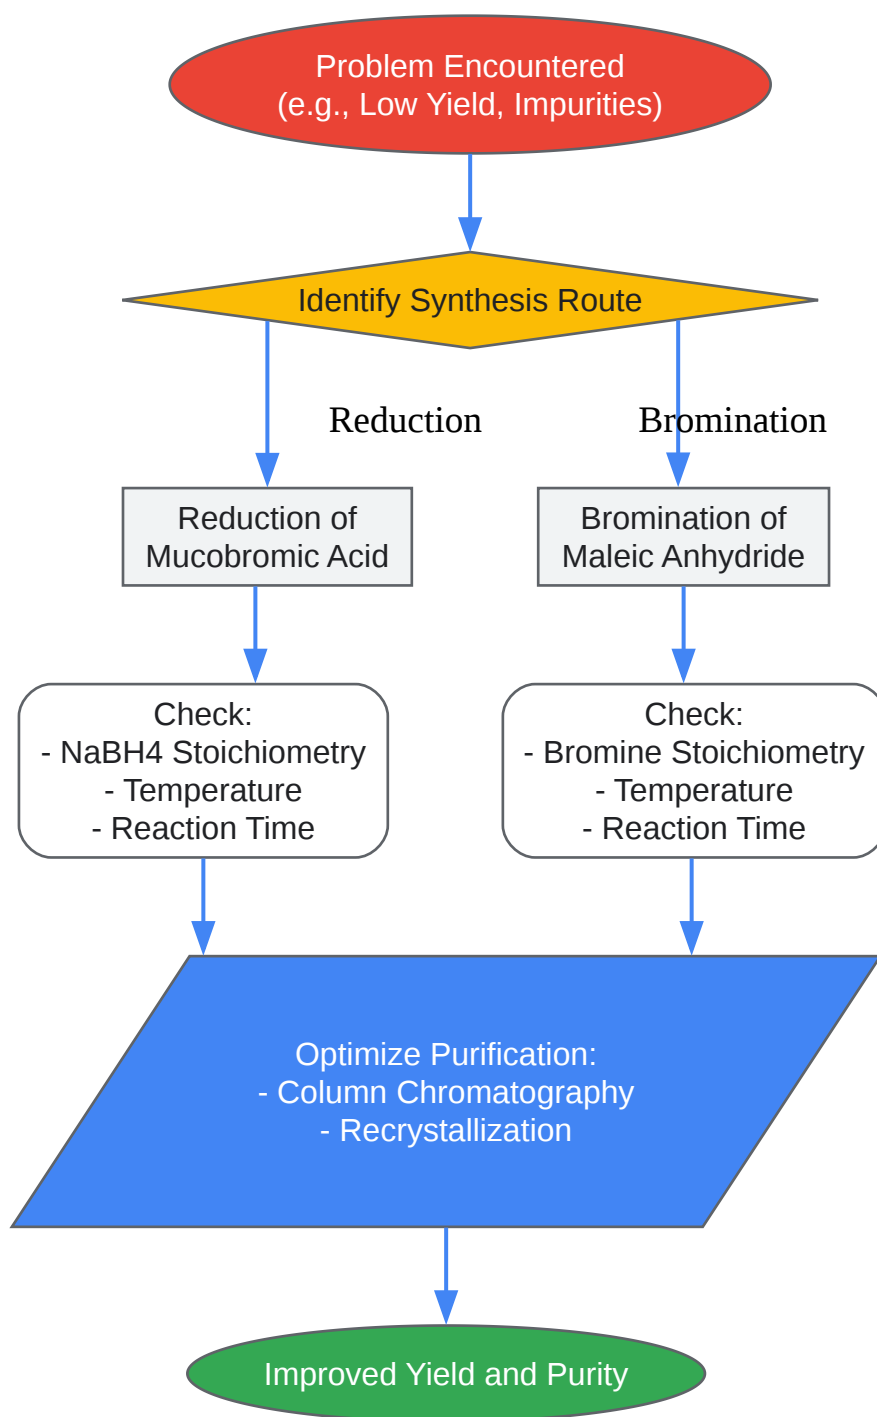 Problem Encountered
(e.g., Low Yield, Impurities)
Identify Synthesis Route
Reduction
Bromination
Reduction of
Mucobromic Acid
Bromination of
Maleic Anhydride
Check:
- NaBH4 Stoichiometry
- Temperature
- Reaction Time
Check:
- Bromine Stoichiometry
- Temperature
- Reaction Time
Optimize Purification:
- Column Chromatography
- Recrystallization
Improved Yield and Purity